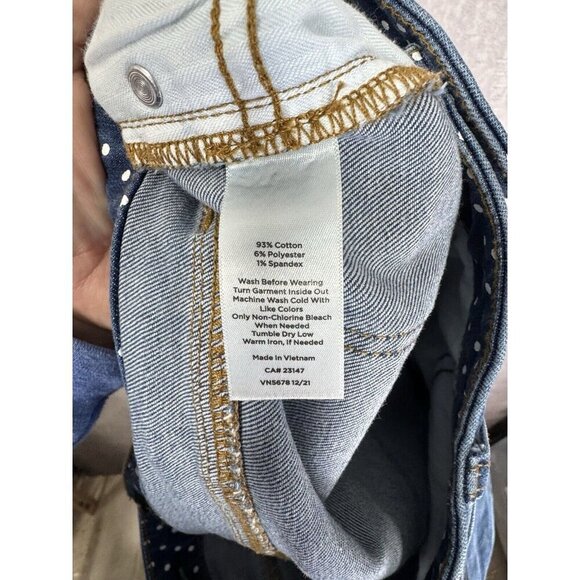 93% Cotton
6% Polyester
1% Spandex
Wash Before Wearing
Turn Garment Inside Out
Machine Wash Cold With
Like Colors
Only Non-Chlorine Bleach
When Needed
Tumble Dry Low
Warm Iron, If Needed
Made in Vietnam
CA# 23147
VN5678 12/21